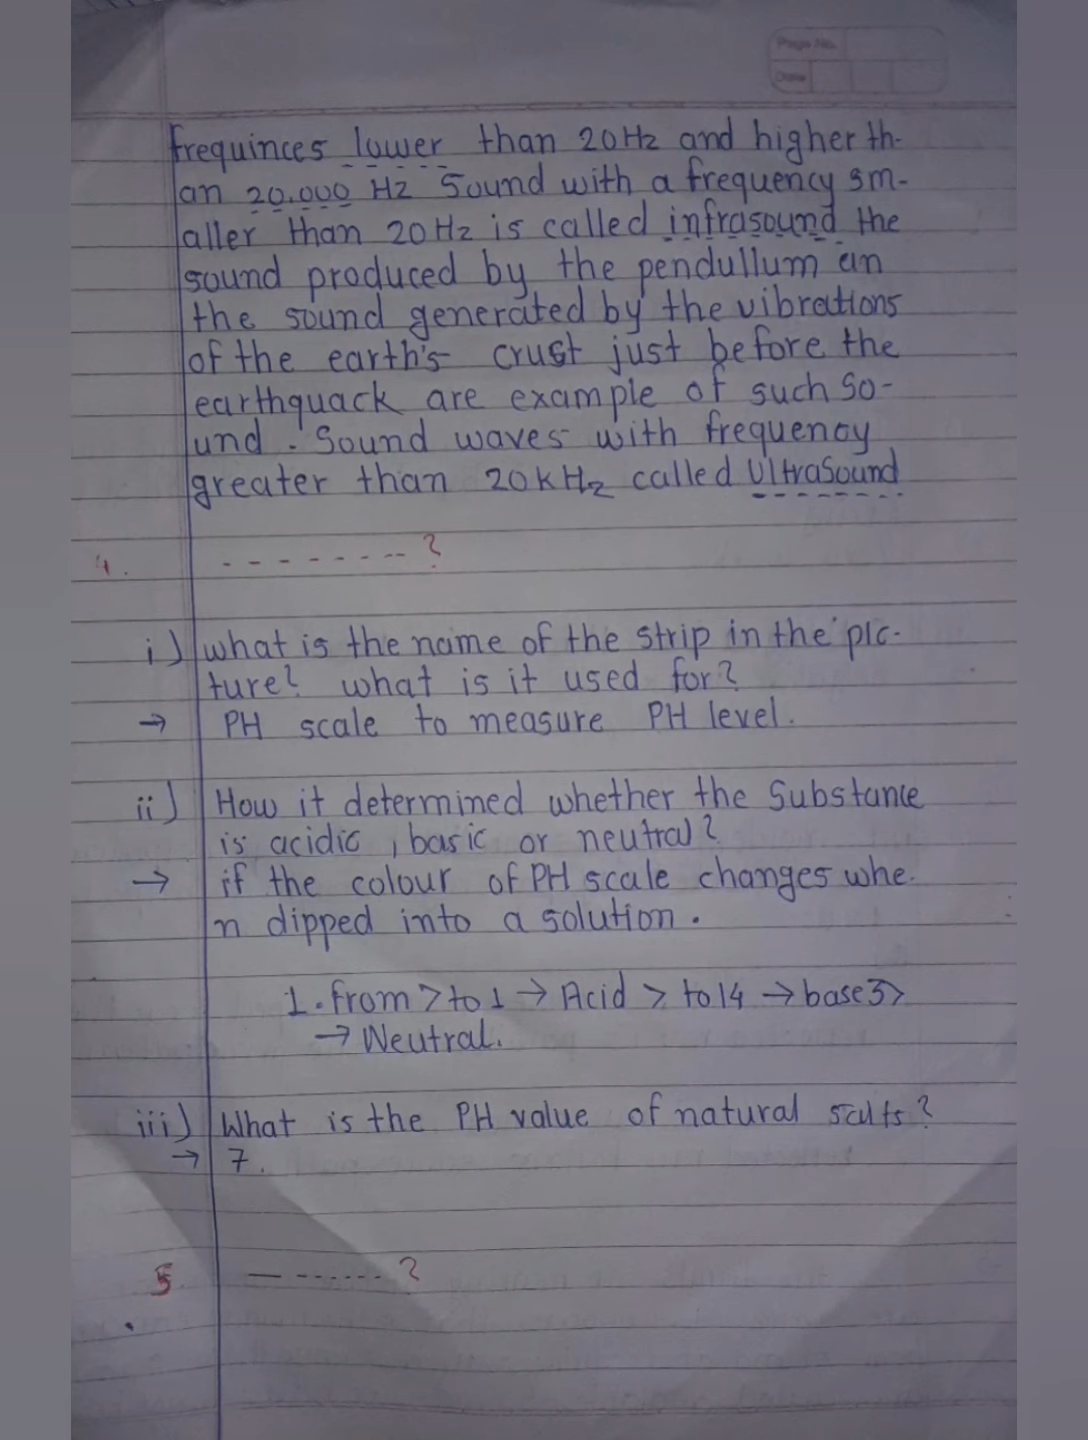 Page No.
Date
frequinces lower than 20Hz and higher th-
an 20.000 Hz Sound with a frequency sm-
aller than 20Hz is called infrasound the
sound produced by the pendullum an
the sound generated by the vibrations
of the earth's crust just before the
earthquack are example of such so-
und. Sound waves with frequency
greater than 20kHz called UltraSound
4. - - - - - - - - ?
i) what is the name of the strip in the pic-
ture? what is it used for?
→ PH scale to measure PH level.
ii) How it determined whether the Substance
is acidic, basic or neutral?
→ if the colour of PH scale changes whe.
n dipped into a solution.
1. from > to 1 → Acid > to 14 → base 3>
→ Neutral.
iii) What is the PH value of natural salts?
→ 7.
5 - - - - - - - ?